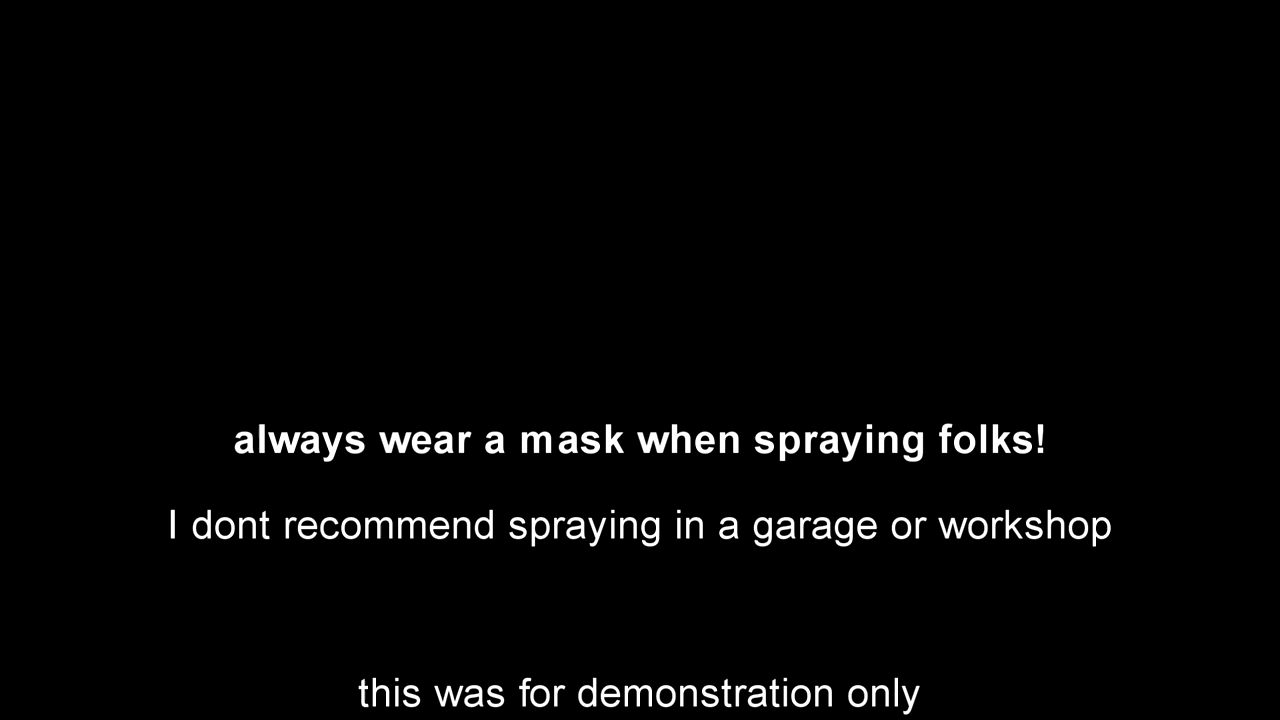 always wear a mask when spraying folks!
I dont recommend spraying in a garage or workshop
this was for demonstration only